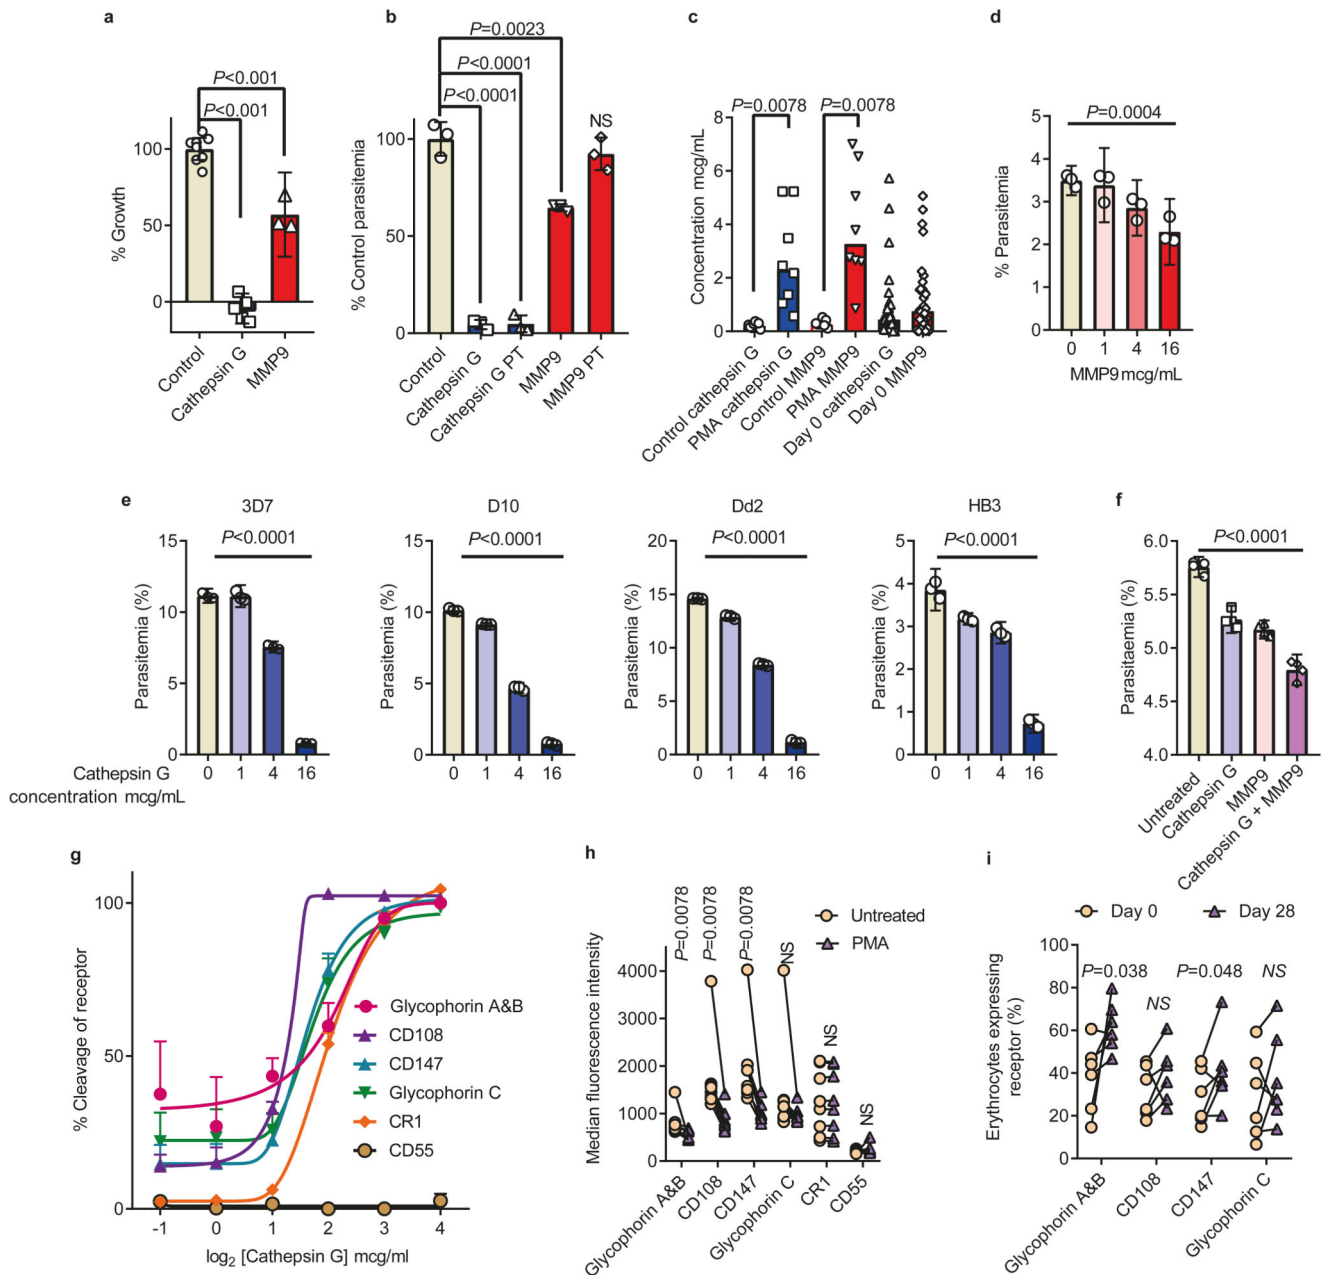 a
P<0.001
P<0.001
% Growth
100
50
0
Control
Cathepsin G
MMP9
b
P=0.0023
P<0.0001
P<0.0001
NS
% Control parasitemia
100
50
0
Control
Cathepsin G
Cathepsin G PT
MMP9
MMP9 PT
c
P=0.0078
P=0.0078
Concentration mcg/mL
8
6
4
2
0
Control cathepsin G
PMA cathepsin G
Control MMP9
PMA MMP9
Day 0 cathepsin G
Day 0 MMP9
d
P=0.0004
% Parasitemia
5
4
3
2
1
0
0 1 4 16
MMP9 mcg/mL
e
3D7
P<0.0001
Parasitemia (%)
15
10
5
0
0 1 4 16
D10
P<0.0001
Parasitemia (%)
15
10
5
0
0 1 4 16
Dd2
P<0.0001
Parasitemia (%)
20
15
10
5
0
0 1 4 16
HB3
P<0.0001
Parasitemia (%)
5
4
3
2
1
0
0 1 4 16
Cathepsin G
concentration mcg/mL
f
P<0.0001
Parasitaemia (%)
6.0
5.5
5.0
4.5
4.0
Untreated
Cathepsin G
MMP9
Cathepsin G + MMP9
g
% Cleavage of receptor
100
50
0
-1 0 1 2 3 4
log2 [Cathepsin G] mcg/ml
Glycophorin A&B
CD108
CD147
Glycophorin C
CR1
CD55
h
P=0.0078
P=0.0078
P=0.0078
NS
NS
NS
Untreated
PMA
Median fluorescence intensity
4000
3000
2000
1000
0
Glycophorin A&B
CD108
CD147
Glycophorin C
CR1
CD55
i
Day 0
Day 28
P=0.038
NS
P=0.048
NS
Erythrocytes expressing
receptor (%)
100
80
60
40
20
0
Glycophorin A&B
CD108
CD147
Glycophorin C